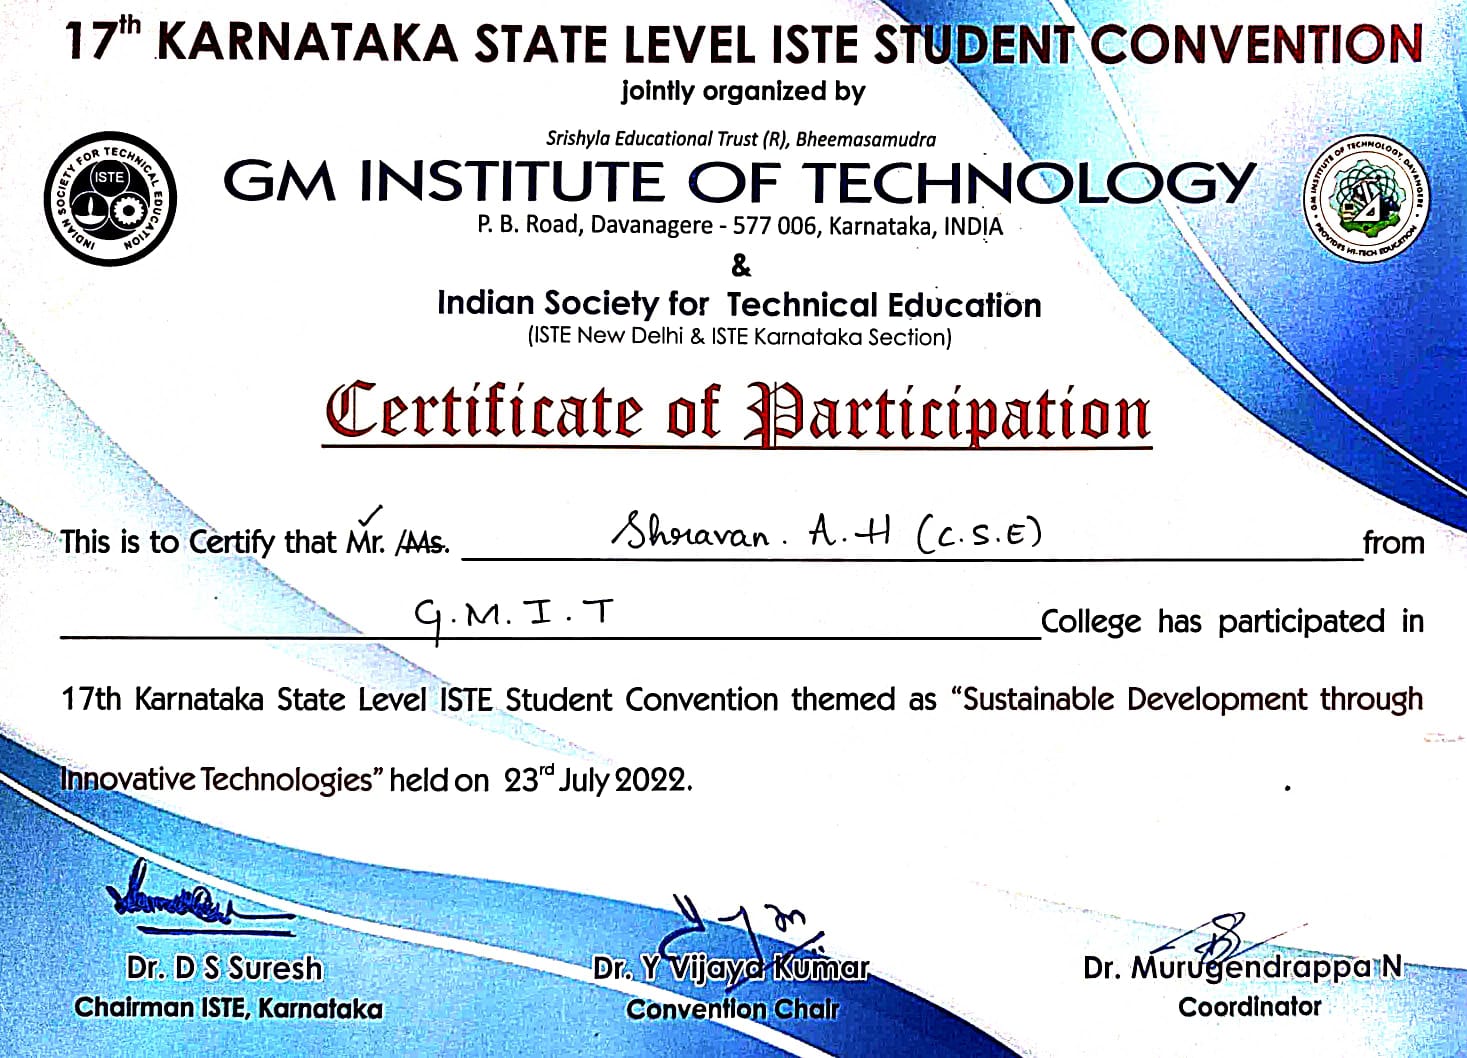 17th KARNATAKA STATE LEVEL ISTE STUDENT CONVENTION
jointly organized by
Srishyla Educational Trust (R), Bheemasamudra
GM INSTITUTE OF TECHNOLOGY
P. B. Road, Davanagere - 577 006, Karnataka, INDIA
&
Indian Society for Technical Education
(ISTE New Delhi & ISTE Karnataka Section)
INDIAN SOCIETY FOR TECHNICAL EDUCATION
ISTE
GM INSTITUTE OF TECHNOLOGY, DAVANGERE
PROVIDES HI-TECH EDUCATION
Certificate of Participation
This is to Certify that Mr. /Ms. Shravan. A.H (C.S.E) from
G.M.I.T College has participated in
17th Karnataka State Level ISTE Student Convention themed as “Sustainable Development through
Innovative Technologies” held on 23rd July 2022.
Dr. D S Suresh
Chairman ISTE, Karnataka
Dr. Y Vijaya Kumar
Convention Chair
Dr. Murugendrappa N
Coordinator